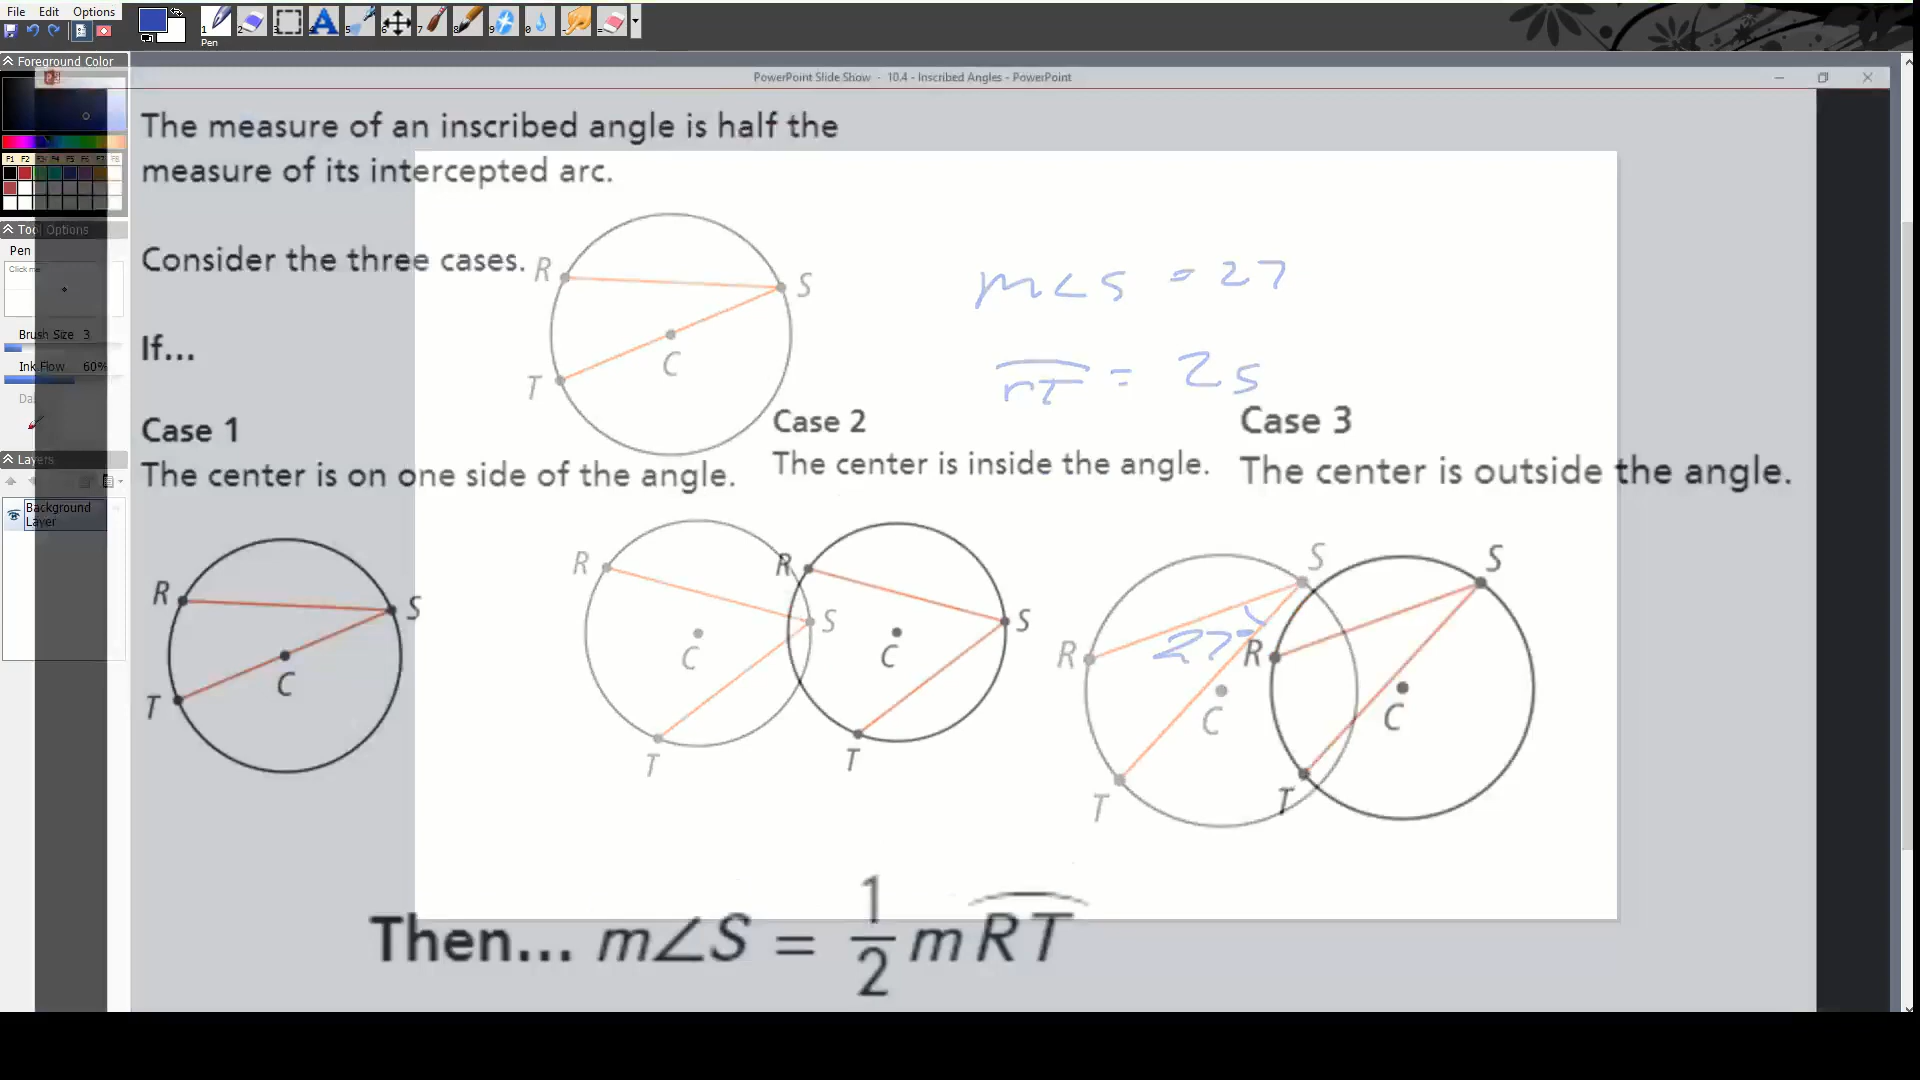 File Edit Options
Pen
Foreground Color
PowerPoint Slide Show - 10.4 - Inscribed Angles - PowerPoint
The measure of an inscribed angle is half the
measure of its intercepted arc.
Tool Options
Pen
Click me
Consider the three cases.
R
S
C
T
m∠S = 27
Brush Size 3
If...
Ink Flow 60%
rT = 2S
Case 1
Case 2
Case 3
The center is on one side of the angle.
The center is inside the angle.
The center is outside the angle.
Layers
Background
Layer
R
S
C
T
R
S
C
T
R
S
C
T
R
S
27°
C
T
R
S
C
T
Then... m∠S = 1/2 m RT